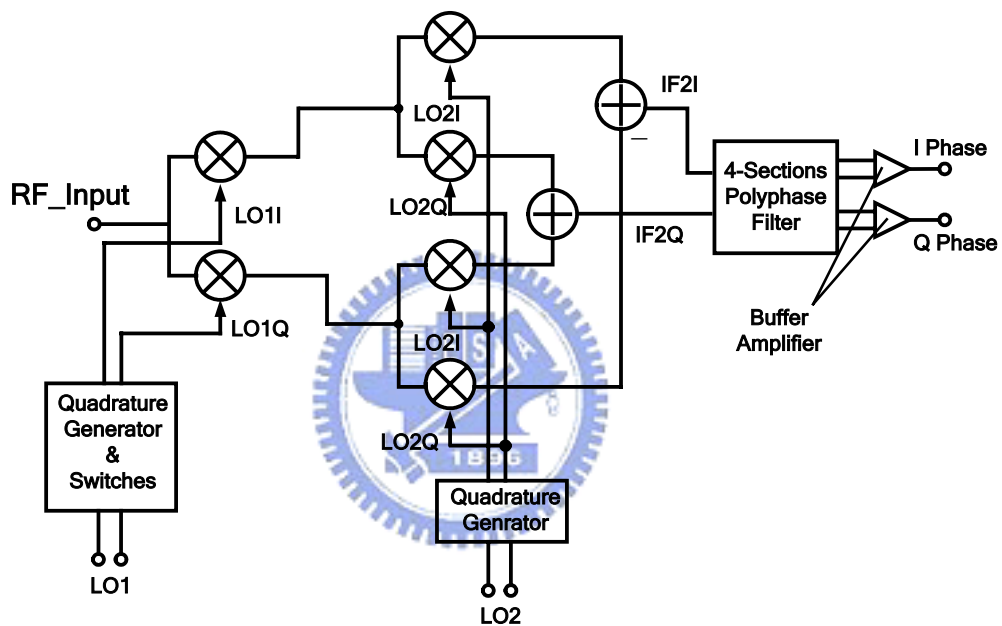 LO2I
IF2I
LO2Q
RF_Input
LO1I
4-Sections
Polyphase
Filter
I Phase
Q Phase
IF2Q
LO1Q
LO2I
Buffer
Amplifier
Quadrature
Generator
&
Switches
LO2Q
S
A
1896
Quadrature
Genrator
LO1
LO2